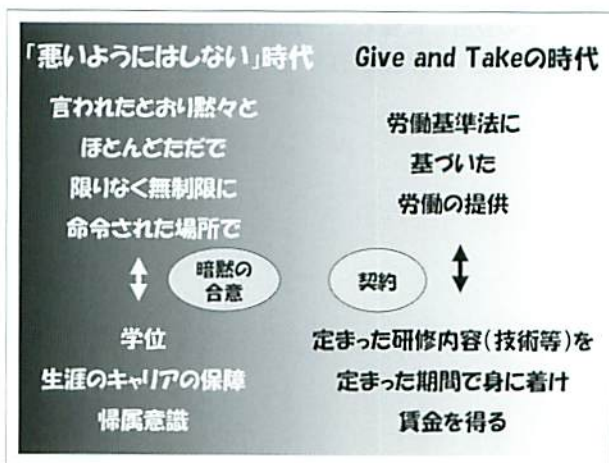 「悪いようにはしない」時代
言われたとおり黙々と
ほとんどただで
限りなく無制限に
命令された場所で
暗黙の
合意
学位
生涯のキャリアの保障
帰属意識
Give and Takeの時代
労働基準法に
基づいた
労働の提供
契約
定まった研修内容(技術等)を
定まった期間で身に着け
賃金を得る